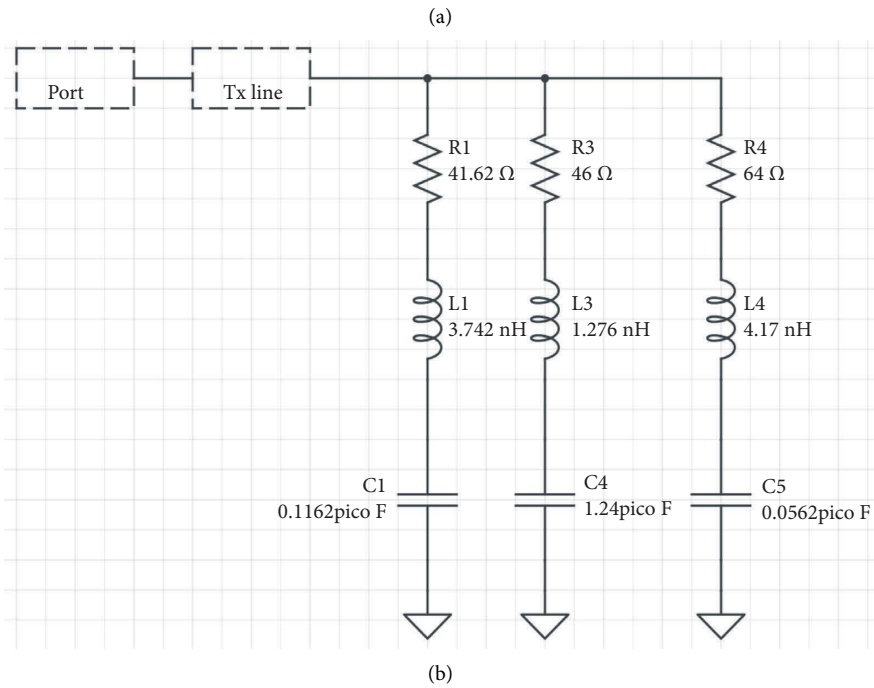 (a)
Port
Tx line
R1
41.62 Ω
R3
46 Ω
R4
64 Ω
L1
3.742 nH
L3
1.276 nH
L4
4.17 nH
C1
0.1162pico F
C4
1.24pico F
C5
0.0562pico F
(b)